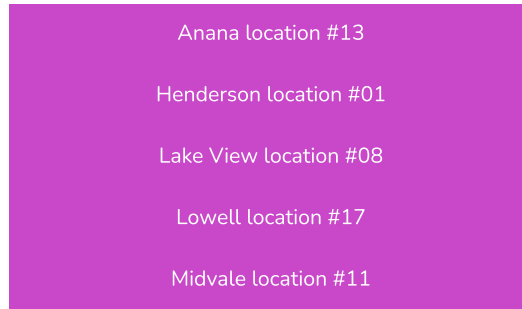 Anana location #13
Henderson location #01
Lake View location #08
Lowell location #17
Midvale location #11